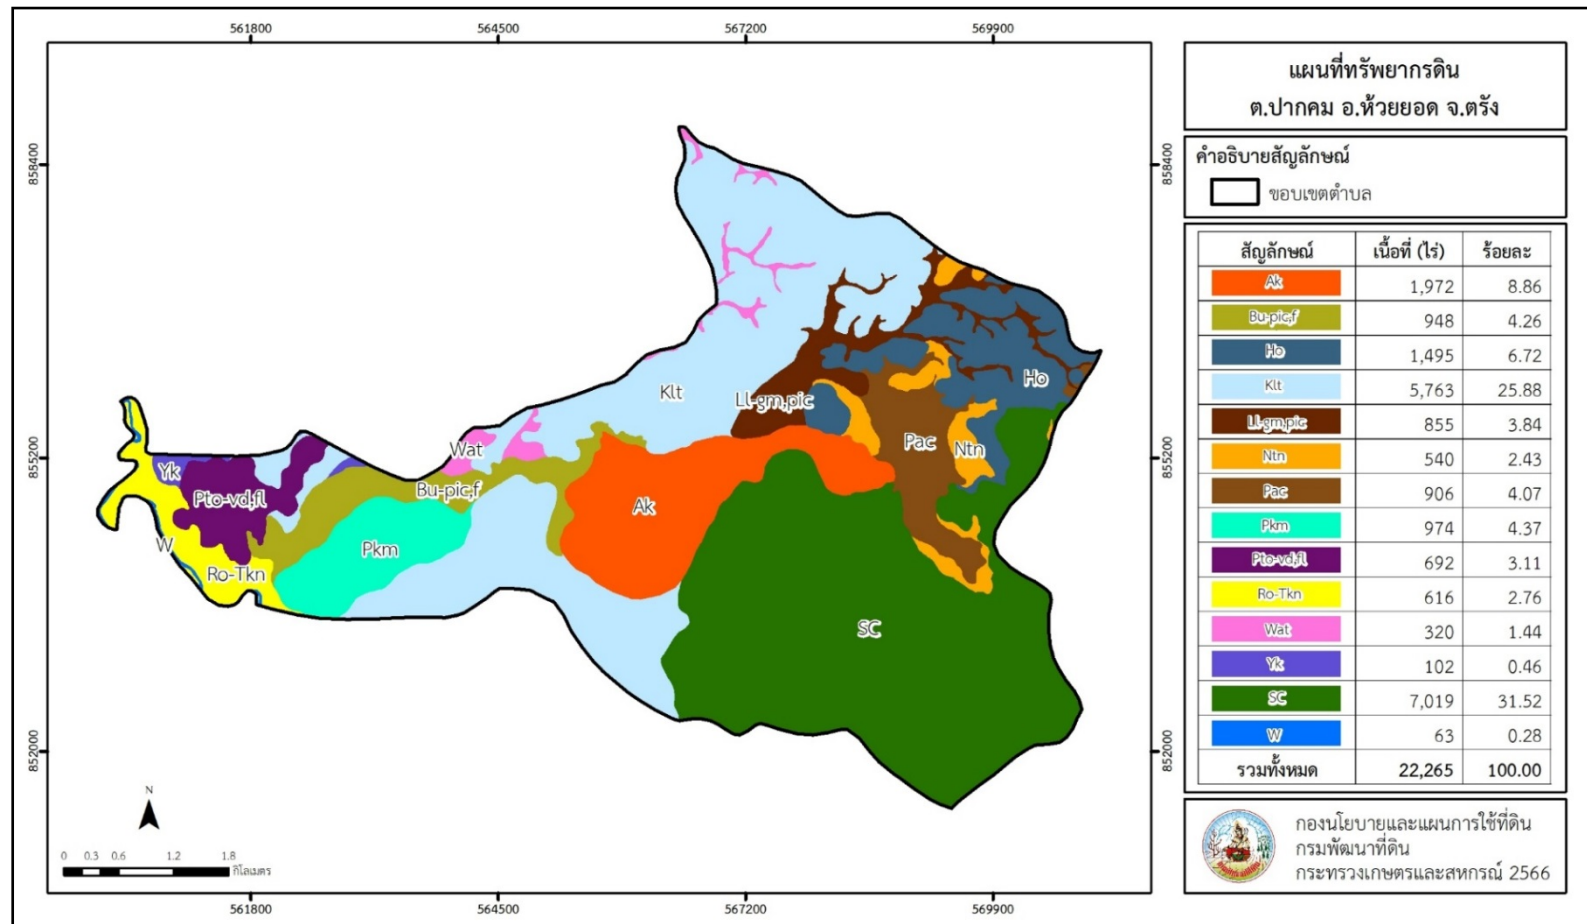 561800
564500
567200
569900
858400
858400
855200
855200
852000
852000
Klt
Ll-gm,pic
Ho
Wat
Pac
Ntn
Yk
Pto-vd,fl
Bu-pic,f
Ak
W
Pkm
Ro-Tkn
SC
N
0 0.3 0.6 1.2 1.8
กิโลเมตร
561800
564500
567200
569900
แผนที่ทรัพยากรดิน
ต.ปากคม อ.ห้วยยอด จ.ตรัง
คำอธิบายสัญลักษณ์
ขอบเขตตำบล
สัญลักษณ์ เนื้อที่ (ไร่) ร้อยละ
Ak 1,972 8.86
Bu-pic,f 948 4.26
Ho 1,495 6.72
Klt 5,763 25.88
Ll-gm,pic 855 3.84
Ntn 540 2.43
Pac 906 4.07
Pkm 974 4.37
Pto-vd,fl 692 3.11
Ro-Tkn 616 2.76
Wat 320 1.44
Yk 102 0.46
SC 7,019 31.52
W 63 0.28
รวมทั้งหมด 22,265 100.00
กองนโยบายและแผนการใช้ที่ดิน
กรมพัฒนาที่ดิน
กระทรวงเกษตรและสหกรณ์ 2566